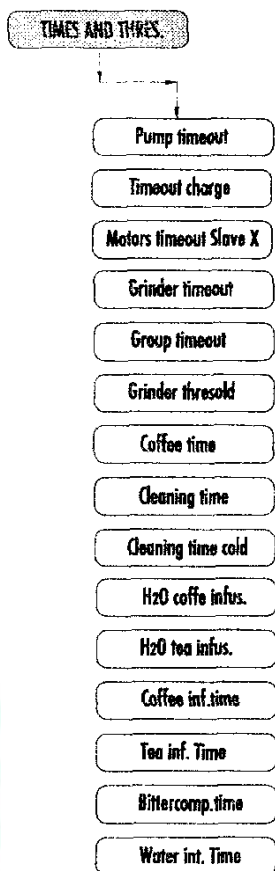 TIMES AND THRES.
Pump timeout
Timeout charge
Motors timeout Slave X
Grinder timeout
Group timeout
Grinder thresold
Coffee time
Cleaning time
Cleaning time cold
H2O coffe infus.
H2O tea infus.
Coffee inf.time
Tea inf. Time
Bittercomp.time
Water int. Time